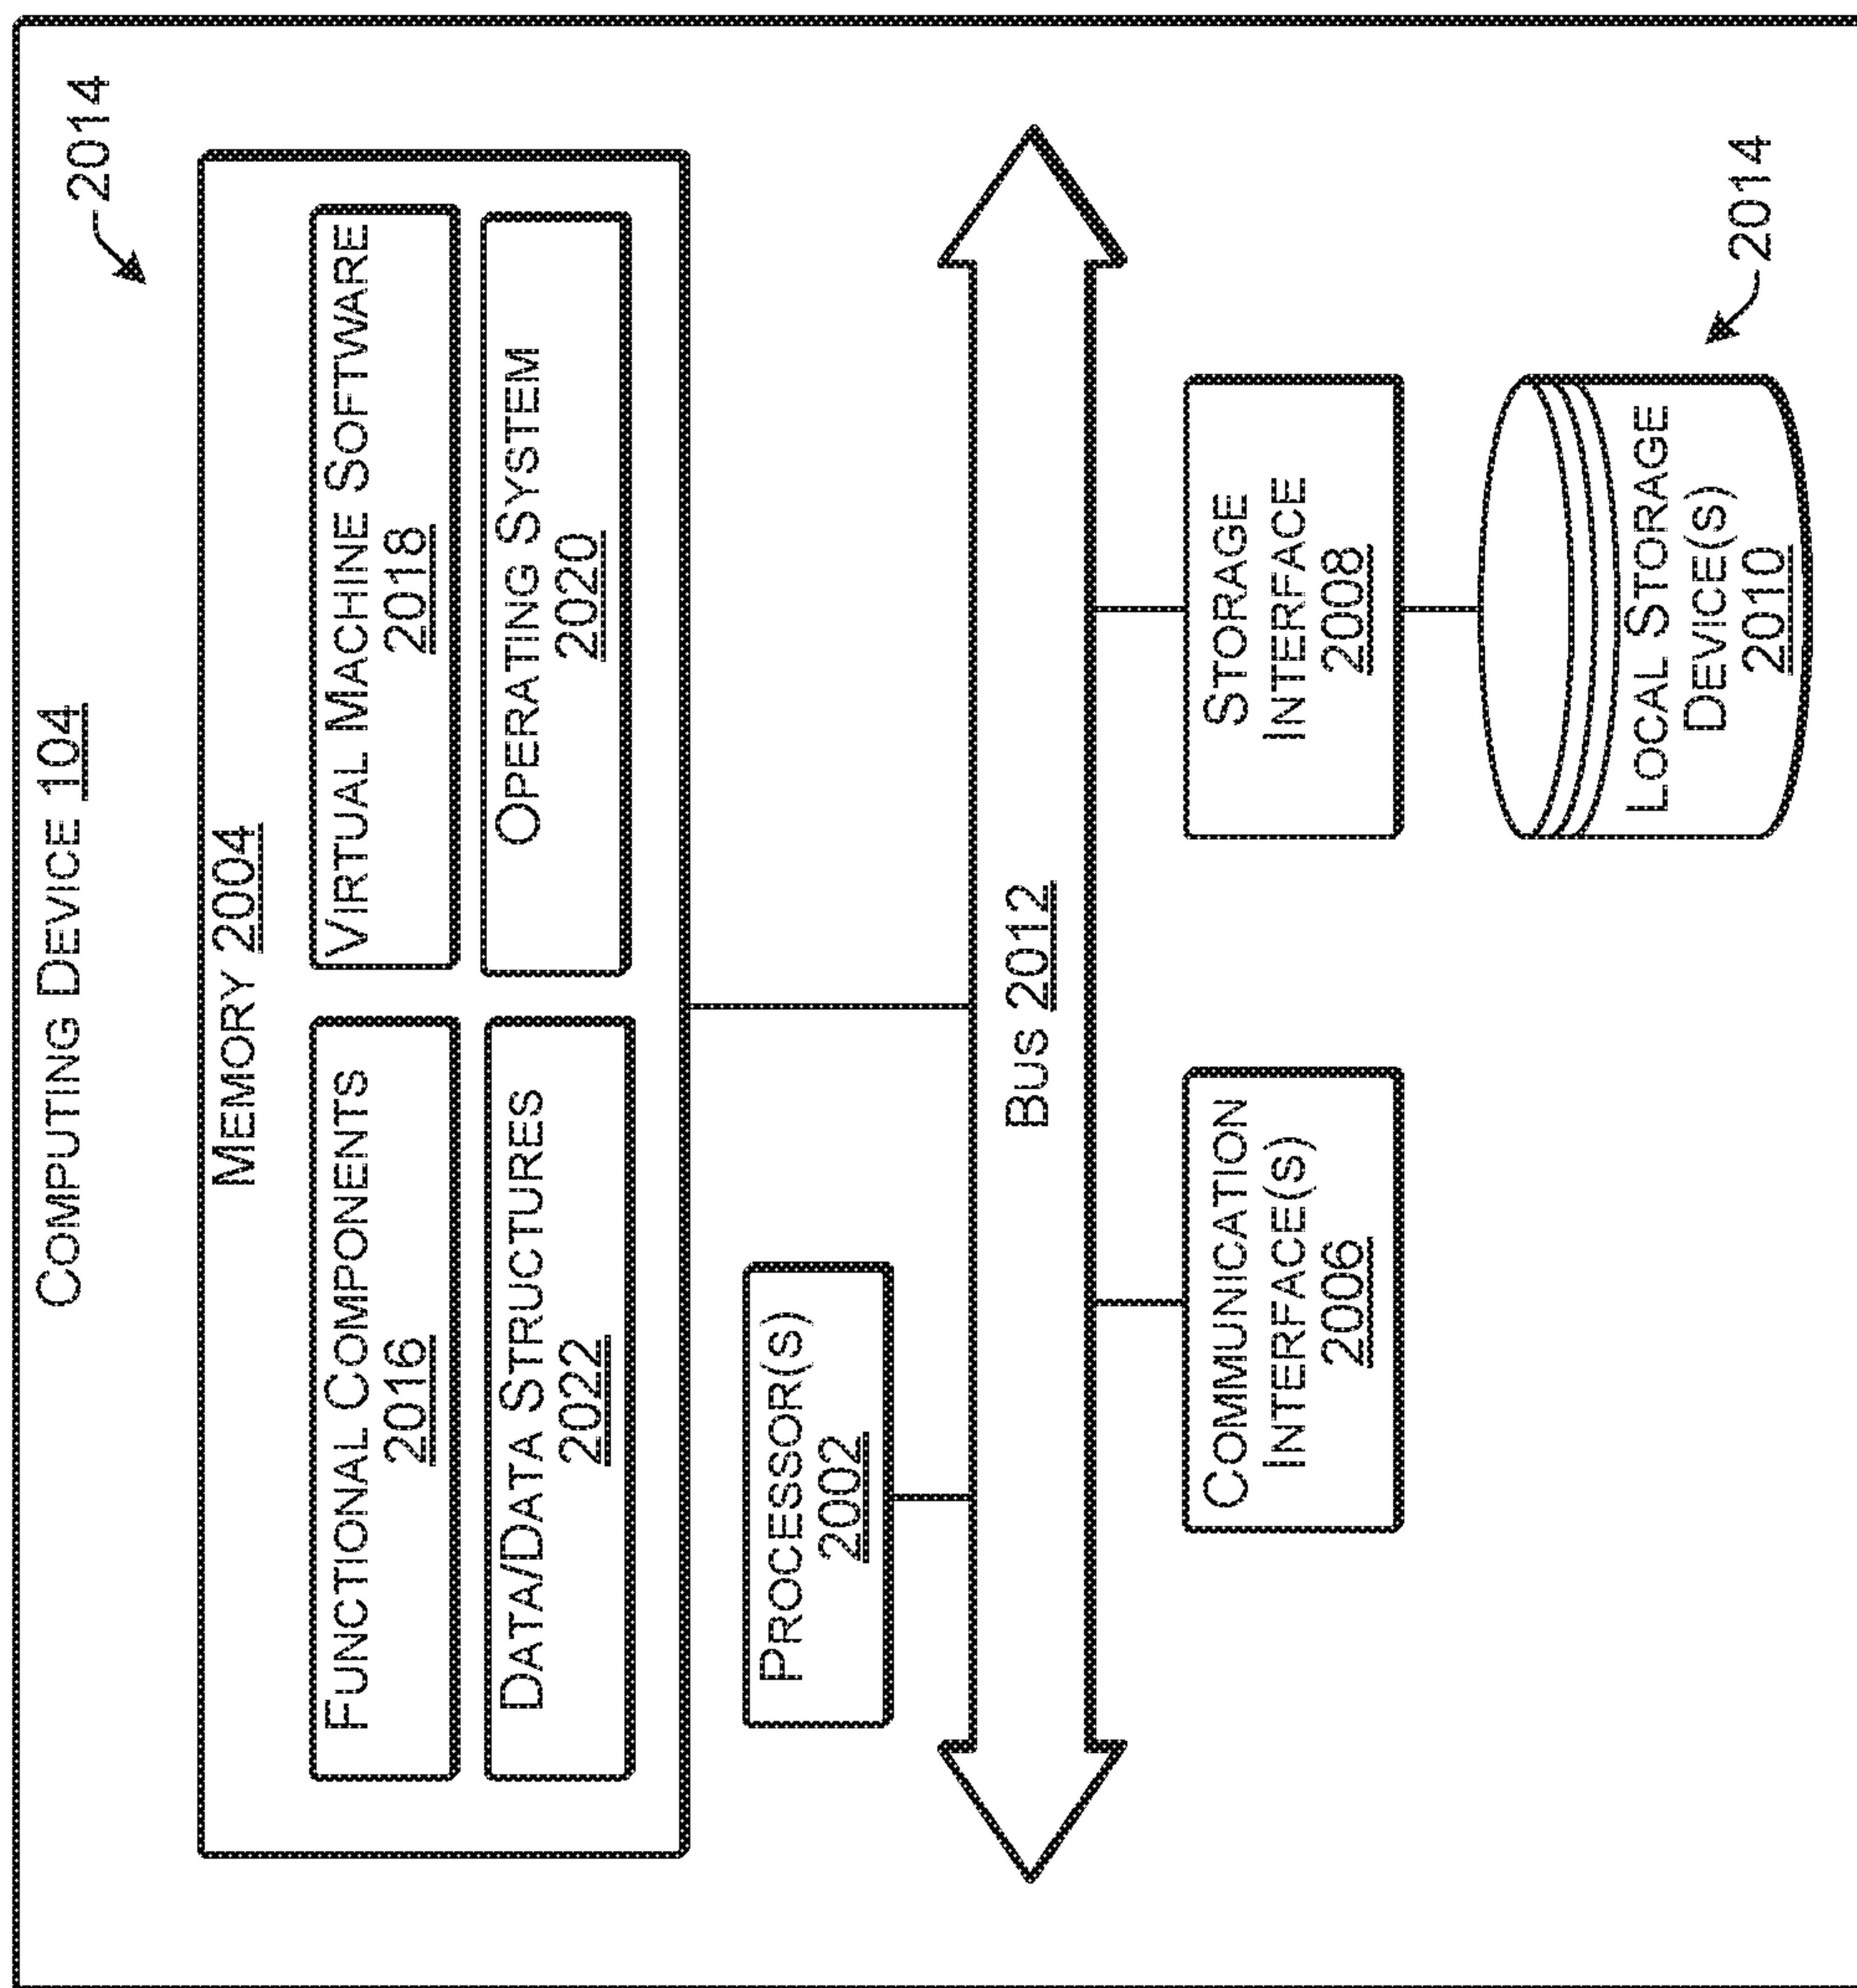 COMPUTING DEVICE 104
2014
MEMORY 2004
FUNCTIONAL COMPONENTS
2016
VIRTUAL MACHINE SOFTWARE
2018
DATA/DATA STRUCTURES
2022
OPERATING SYSTEM
2020
PROCESSOR(S)
2002
BUS 2012
COMMUNICATION
INTERFACE(S)
2006
STORAGE
INTERFACE
2008
LOCAL STORAGE
DEVICE(S)
2010
2014